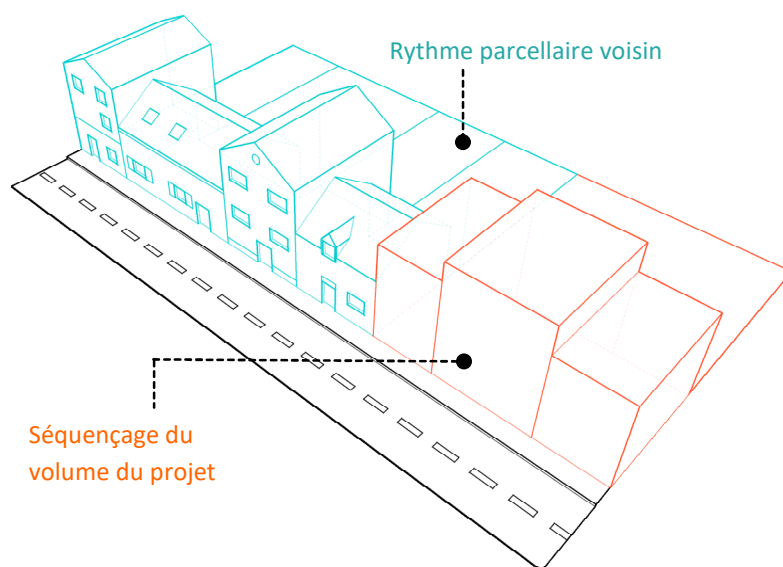 Rythme parcellaire voisin
Séquençage du
volume du projet